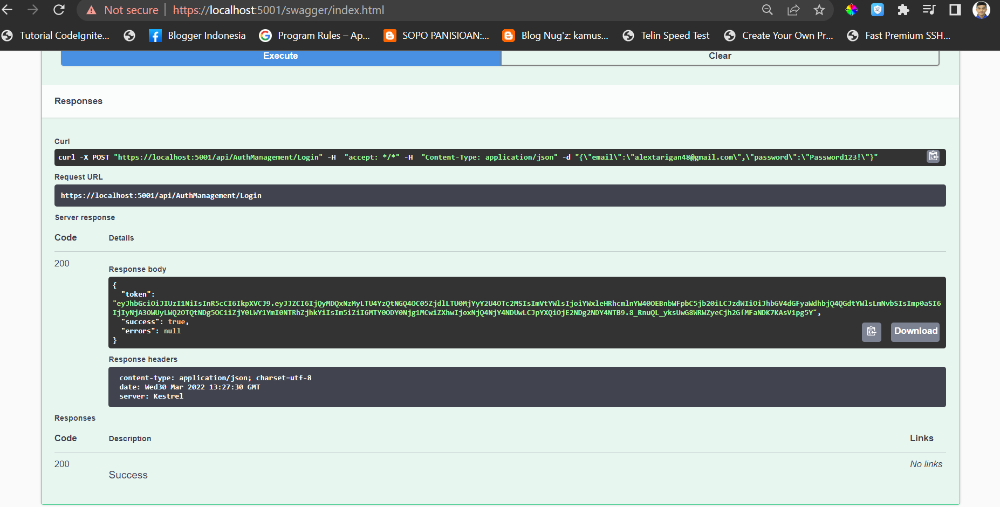 Not secure | https://localhost:5001/swagger/index.html
Tutorial CodeIgnite... Blogger Indonesia Program Rules – Ap... SOPO PANISIOAN:... Blog Nug'z: kamus... Telin Speed Test Create Your Own Pr... Fast Premium SSH...
Execute Clear
Responses
Curl
curl -X POST "https://localhost:5001/api/AuthManagement/Login" -H  "accept: */*" -H  "Content-Type: application/json" -d "{\"email\":\"alextarigan48@gmail.com\",\"password\":\"Password123!\"}"
Request URL
https://localhost:5001/api/AuthManagement/Login
Server response
Code Details
200
Response body
{
"token":
"eyJhbGciOiJIUzI1NiIsInR5cCI6IkpXVCJ9.eyJJZCI6IjQyMDQxNzMyLTU4YzQtNGQ4OC05ZjdlLTU0MjYyY2U4OTc2MSIsImVtYWlsIjoiYWxleHRhcmlnYW40OEBnbWFpbC5jb20iLCJzdWIiOiJhbGV4dGFyaWdhbjQ4QGdtYWlsLmNvbSIsImp0aSI6
IjIyNjA3OWUyLWQ2OTQtNDg5OC1iZjY0LWY1YmI0NTRhZjhkYiIsIm5iZiI6MTY0ODY0Njg1MCwiZXhwIjoxNjQ4NjY4NDUwLCJpYXQiOjE2NDg2NDY4NTB9.8_RnuQL_yksUwG8WRWZyeCjh2GfMFaNDK7KAsV1pg5Y",
"success": true,
"errors": null
}
Download
Response headers
content-type: application/json; charset=utf-8
date: Wed30 Mar 2022 13:27:30 GMT
server: Kestrel
Responses
Code Description Links
200 No links
Success